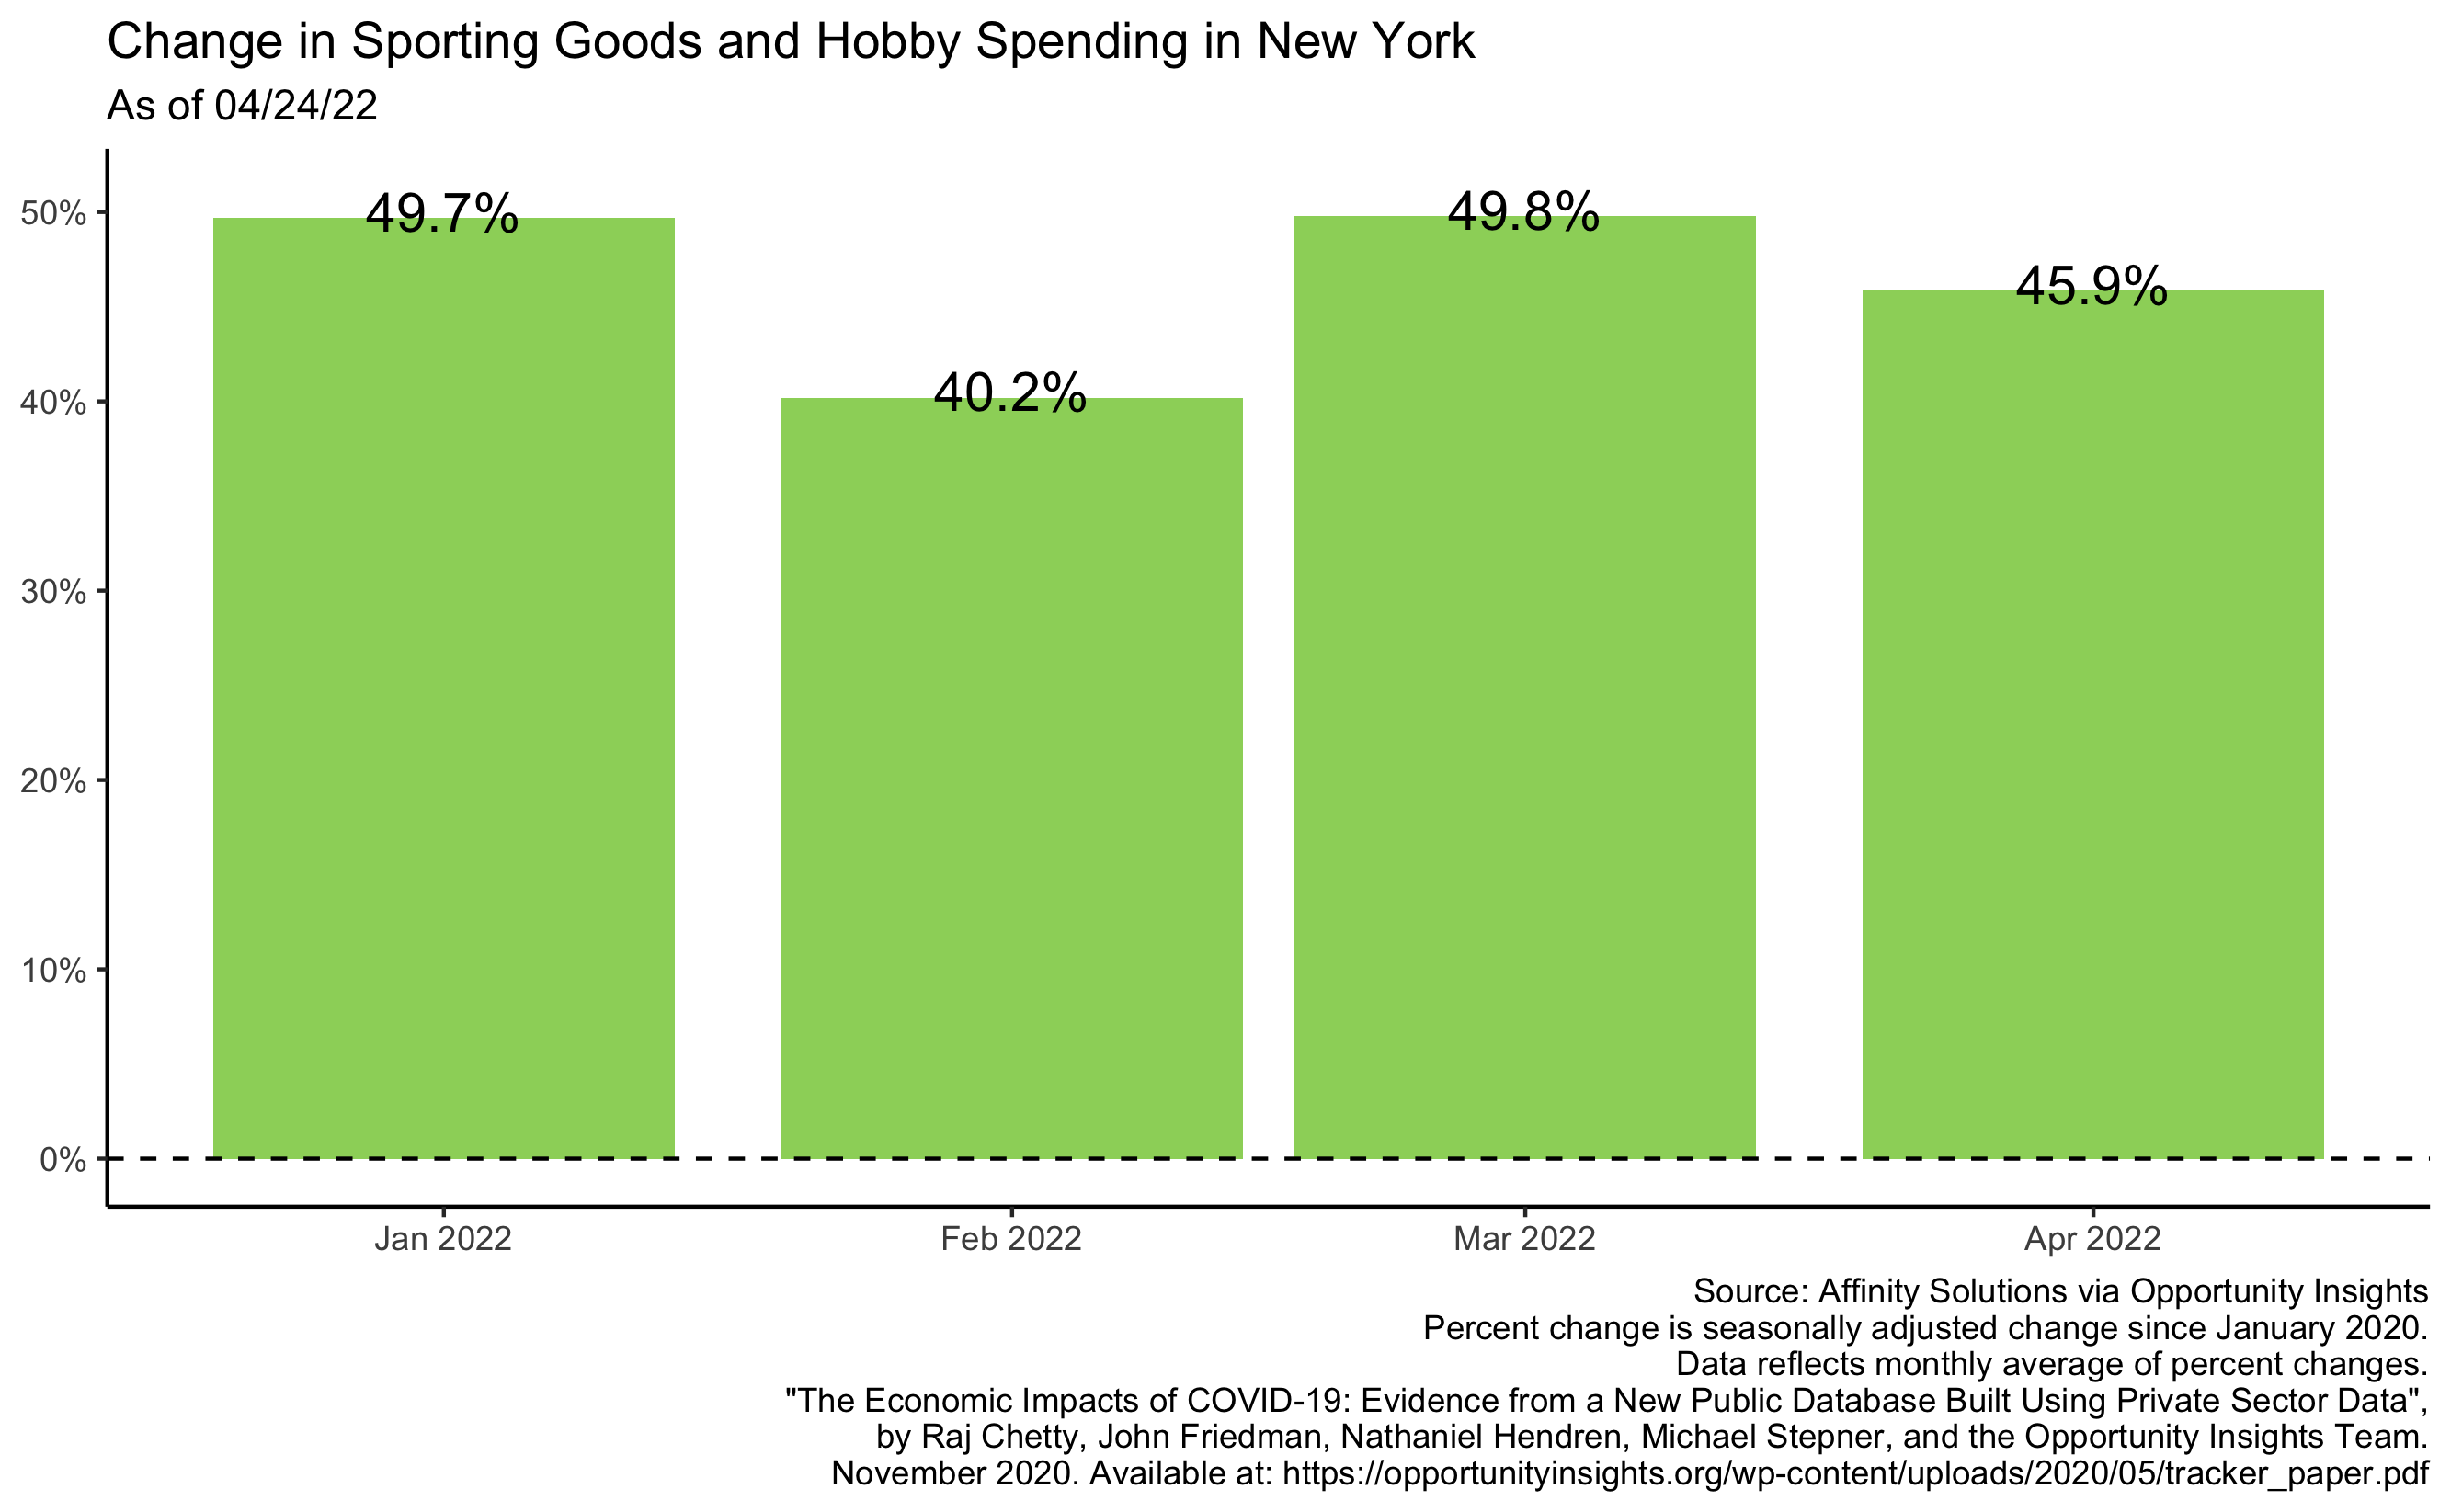 Change in Sporting Goods and Hobby Spending in New York
As of 04/24/22
50%
40%
30%
20%
10%
0%
49.7%
40.2%
49.8%
45.9%
Jan 2022
Feb 2022
Mar 2022
Apr 2022
Source: Affinity Solutions via Opportunity Insights
Percent change is seasonally adjusted change since January 2020.
Data reflects monthly average of percent changes.
"The Economic Impacts of COVID-19: Evidence from a New Public Database Built Using Private Sector Data",
by Raj Chetty, John Friedman, Nathaniel Hendren, Michael Stepner, and the Opportunity Insights Team.
November 2020. Available at: https://opportunityinsights.org/wp-content/uploads/2020/05/tracker_paper.pdf